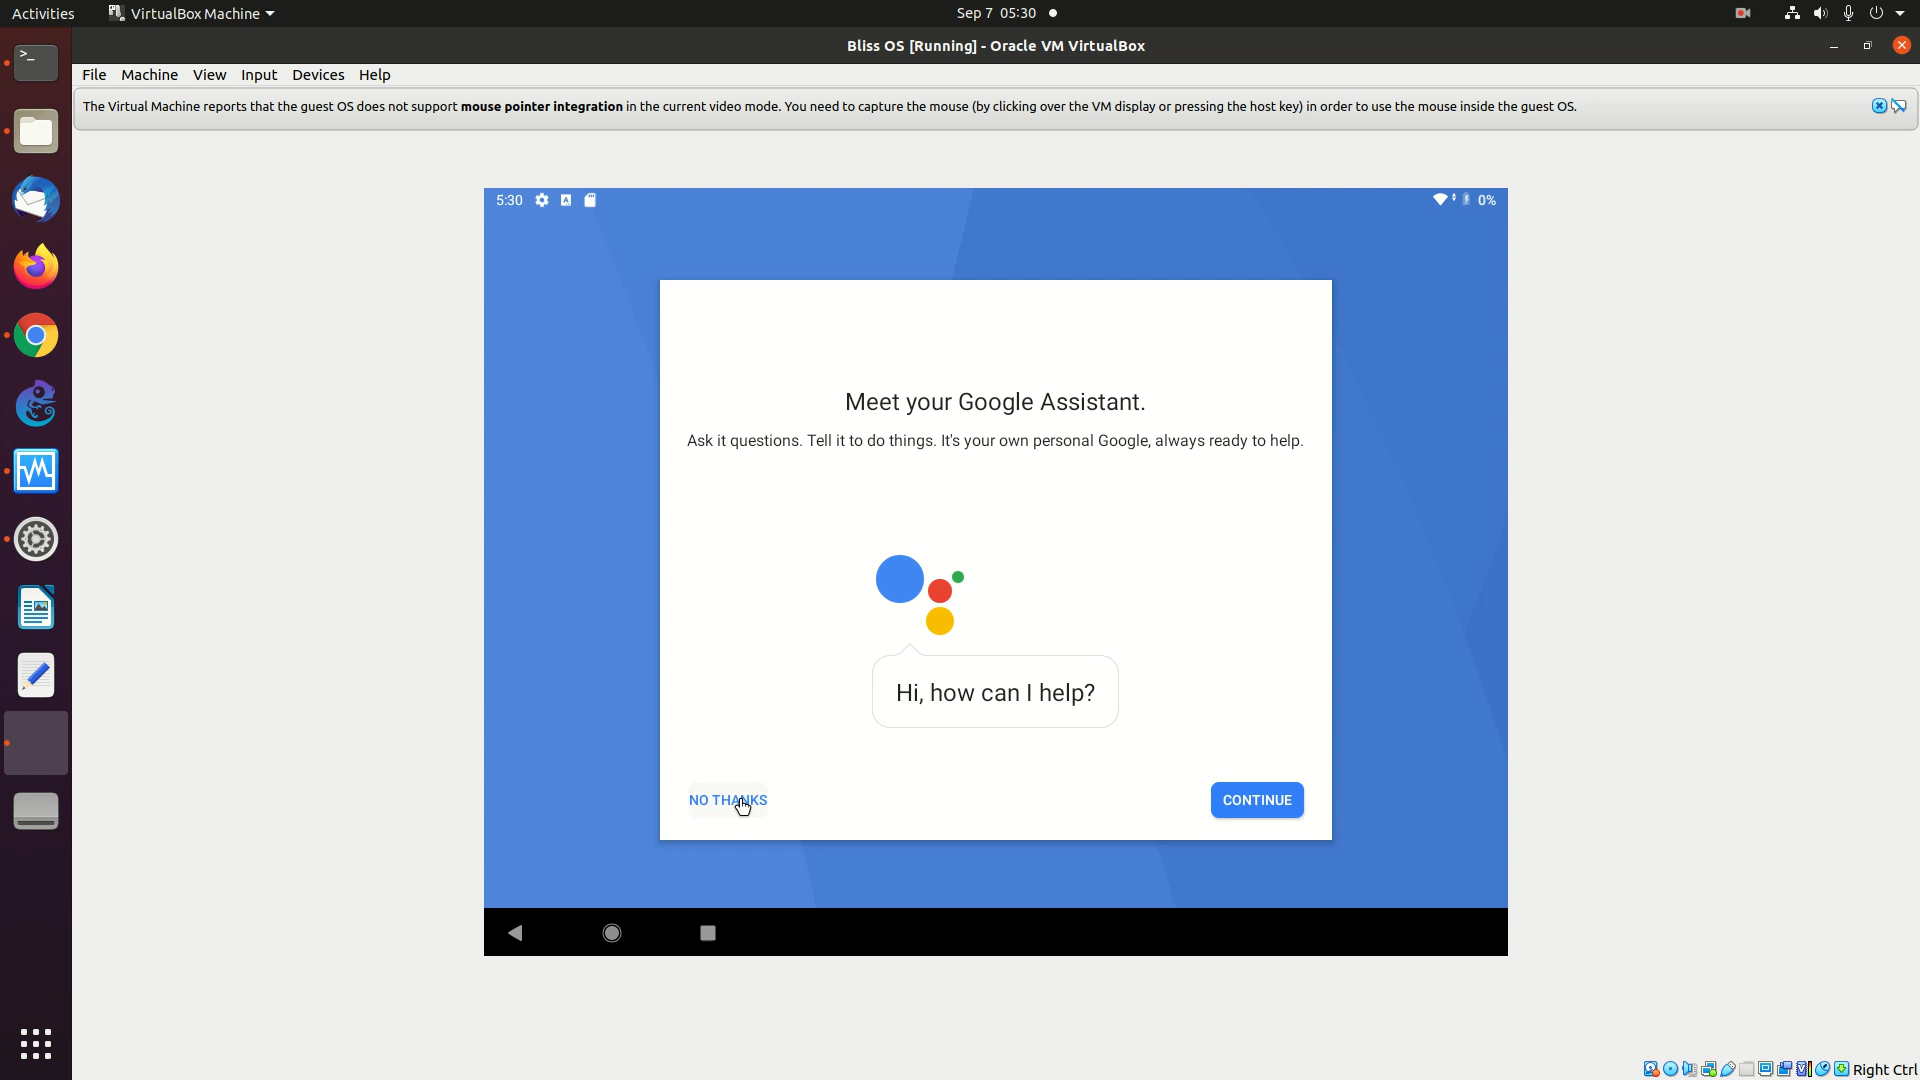 Activities VirtualBox Machine Sep 7 05:30
Bliss OS [Running] - Oracle VM VirtualBox
File Machine View Input Devices Help
The Virtual Machine reports that the guest OS does not support mouse pointer integration in the current video mode. You need to capture the mouse (by clicking over the VM display or pressing the host key) in order to use the mouse inside the guest OS.
5:30 0%
Meet your Google Assistant.
Ask it questions. Tell it to do things. It's your own personal Google, always ready to help.
Hi, how can I help?
NO THANKS CONTINUE
Right Ctrl